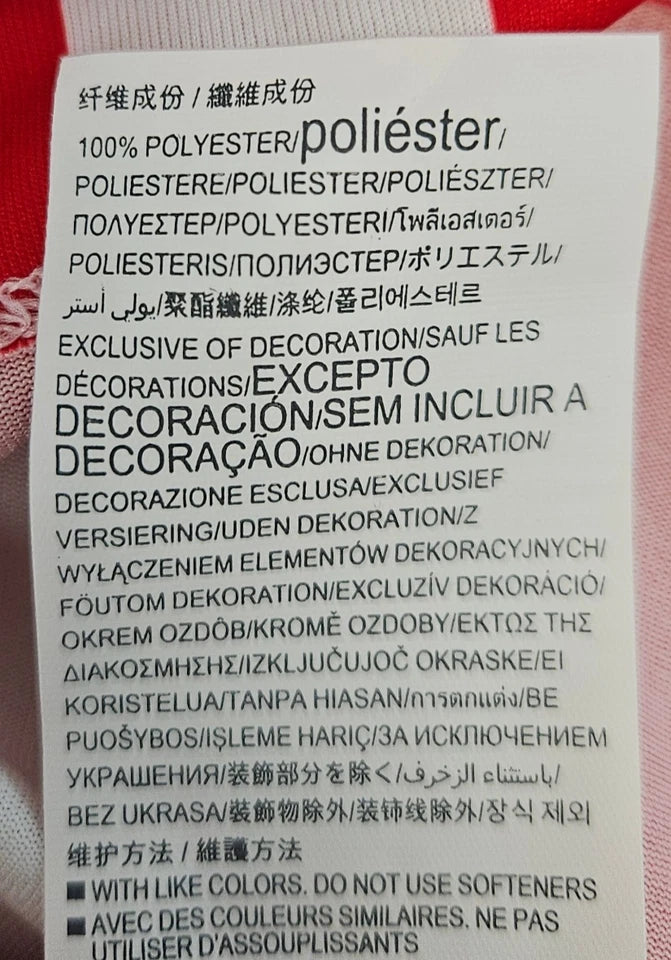 纤维成份 / 纖維成份
100% POLYESTER/poliéster/
POLIESTERE/POLIESTER/POLIÉSZTER/
ΠΟΛΥΕΣΤΕΡ/POLYESTERI/โพลีเอสเตอร์/
POLIESTERIS/ПОЛИЭСТЕР/ポリエステル/
بولي أستر/聚酯纖維/涤纶/폴리에스테르
EXCLUSIVE OF DECORATION/SAUF LES
DÉCORATIONS/EXCEPTO
DECORACIÓN/SEM INCLUIR A
DECORAÇÃO/OHNE DEKORATION/
DECORAZIONE ESCLUSA/EXCLUSIEF
VERSIERING/UDEN DEKORATION/Z
WYŁĄCZENIEM ELEMENTÓW DEKORACYJNYCH/
FÖUTOM DEKORATION/EXCLUZÍV DEKORÁCIÓ/
OKREM OZDÔB/KROMĚ OZDOBY/ΕΚΤΩΣ ΤΗΣ
ΔΙΑΚΟΣΜΗΣΗΣ/IZKLJUČUJOČ OKRASKE/EI
KORISTELUA/TANPA HIASAN/การตกแต่ง/BE
PUOŠYBOS/IŞLEME HARIÇ/ЗА ИСКЛЮЧЕНИЕМ
УКРАШЕНИЯ/装飾部分を除く/باستثناء الزخرف/
BEZ UKRASA/裝飾物除外/装饰线除外/장식 제외
维护方法 / 維護方法
■ WITH LIKE COLORS. DO NOT USE SOFTENERS
■ AVEC DES COULEURS SIMILAIRES. NE PAS
UTILISER D'ASSOUPLISSANTS